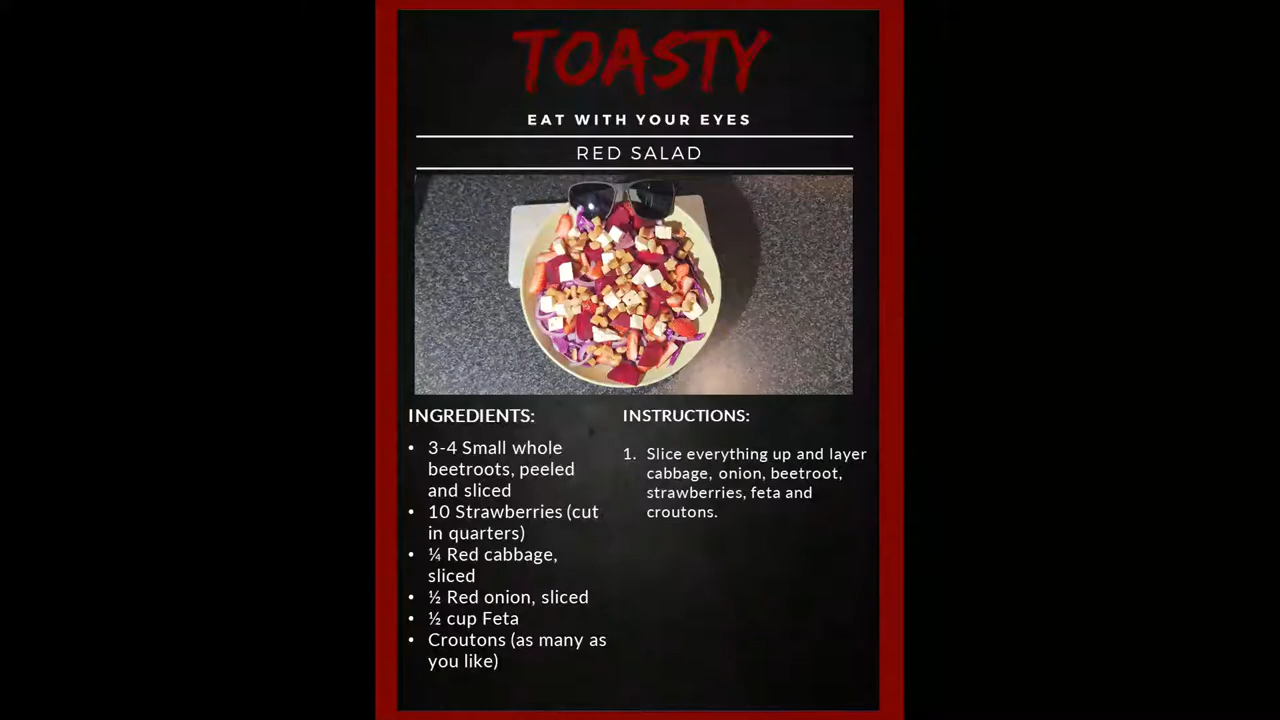 TOASTY
EAT WITH YOUR EYES
RED SALAD
INGREDIENTS:
• 3-4 Small whole
beetroots, peeled
and sliced
• 10 Strawberries (cut
in quarters)
• ¼ Red cabbage,
sliced
• ½ Red onion, sliced
• ½ cup Feta
• Croutons (as many as
you like)
INSTRUCTIONS:
1. Slice everything up and layer
cabbage, onion, beetroot,
strawberries, feta and
croutons.